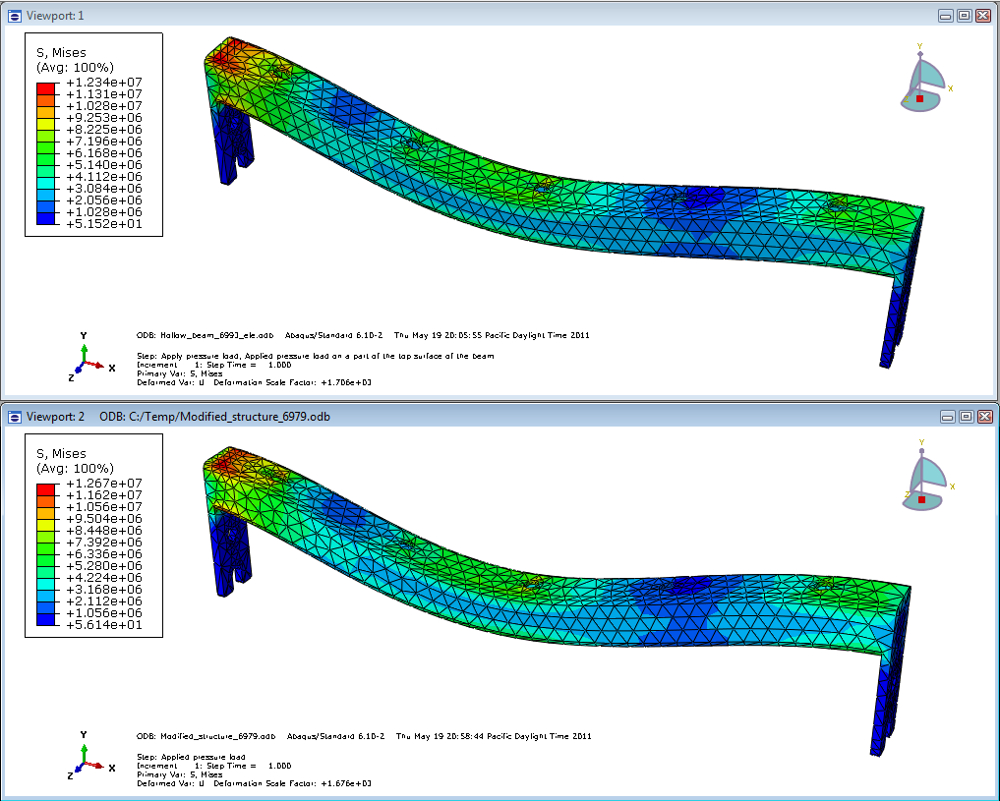 Viewport: 1
S, Mises
(Avg: 100%)
+1.234e+07
+1.131e+07
+1.028e+07
+9.253e+06
+8.225e+06
+7.196e+06
+6.168e+06
+5.140e+06
+4.112e+06
+3.084e+06
+2.056e+06
+1.028e+06
+5.152e+01
Y
X
Z
Y
X
Z
ODB: Hollow_beam_6993_ele.odb Abaqus/Standard 6.10-2 Thu May 19 20:05:55 Pacific Daylight Time 2011
Step: Apply pressure load, Applied pressure load on a part of the top surface of the beam
Increment 1: Step Time = 1.000
Primary Var: S, Mises
Deformed Var: U Deformation Scale Factor: +1.706e+03
Viewport: 2 ODB: C:/Temp/Modified_structure_6979.odb
S, Mises
(Avg: 100%)
+1.267e+07
+1.162e+07
+1.056e+07
+9.504e+06
+8.448e+06
+7.392e+06
+6.336e+06
+5.280e+06
+4.224e+06
+3.168e+06
+2.112e+06
+1.056e+06
+5.614e+01
Y
X
Z
Y
X
Z
ODB: Modified_structure_6979.odb Abaqus/Standard 6.10-2 Thu May 19 20:58:44 Pacific Daylight Time 2011
Step: Applied pressure load
Increment 1: Step Time = 1.000
Primary Var: S, Mises
Deformed Var: U Deformation Scale Factor: +1.676e+03